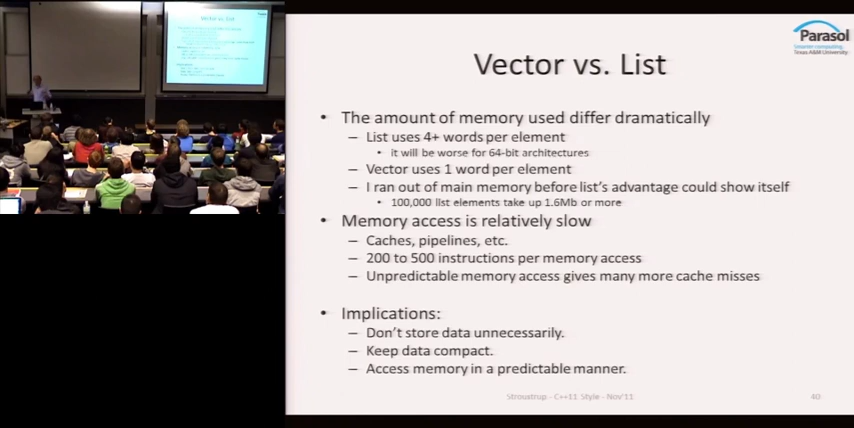 Parasol
Smarter computing.
Texas A&M University
Vector vs. List
• The amount of memory used differ dramatically
– List uses 4+ words per element
• it will be worse for 64-bit architectures
– Vector uses 1 word per element
– I ran out of main memory before list's advantage could show itself
• 100,000 list elements take up 1.6Mb or more
• Memory access is relatively slow
– Caches, pipelines, etc.
– 200 to 500 instructions per memory access
– Unpredictable memory access gives many more cache misses
• Implications:
– Don't store data unnecessarily.
– Keep data compact.
– Access memory in a predictable manner.
Stroustrup - C++11 Style - Nov'11
40
Vector vs. List